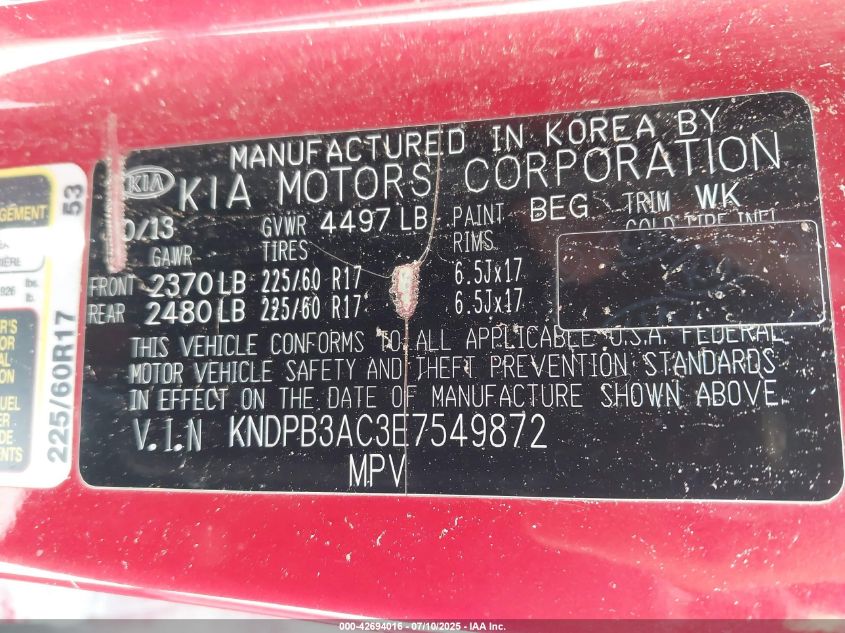 MANUFACTURED IN KOREA BY
KIA KIA MOTORS CORPORATION
0/13 GVWR 4497 LB PAINT BEG TRIM WK
GAWR TIRES RIMS
FRONT 2370 LB 225/60 R17 6.5Jx17
REAR 2480 LB 225/60 R17 6.5Jx17
THIS VEHICLE CONFORMS TO ALL APPLICABLE U.S.A. FEDERAL
MOTOR VEHICLE SAFETY AND THEFT PREVENTION STANDARDS
IN EFFECT ON THE DATE OF MANUFACTURE SHOWN ABOVE.
V.I.N KNDPB3AC3E7549872
MPV
53
225/60R17
000-42694016 - 07/10/2025 - IAA Inc.